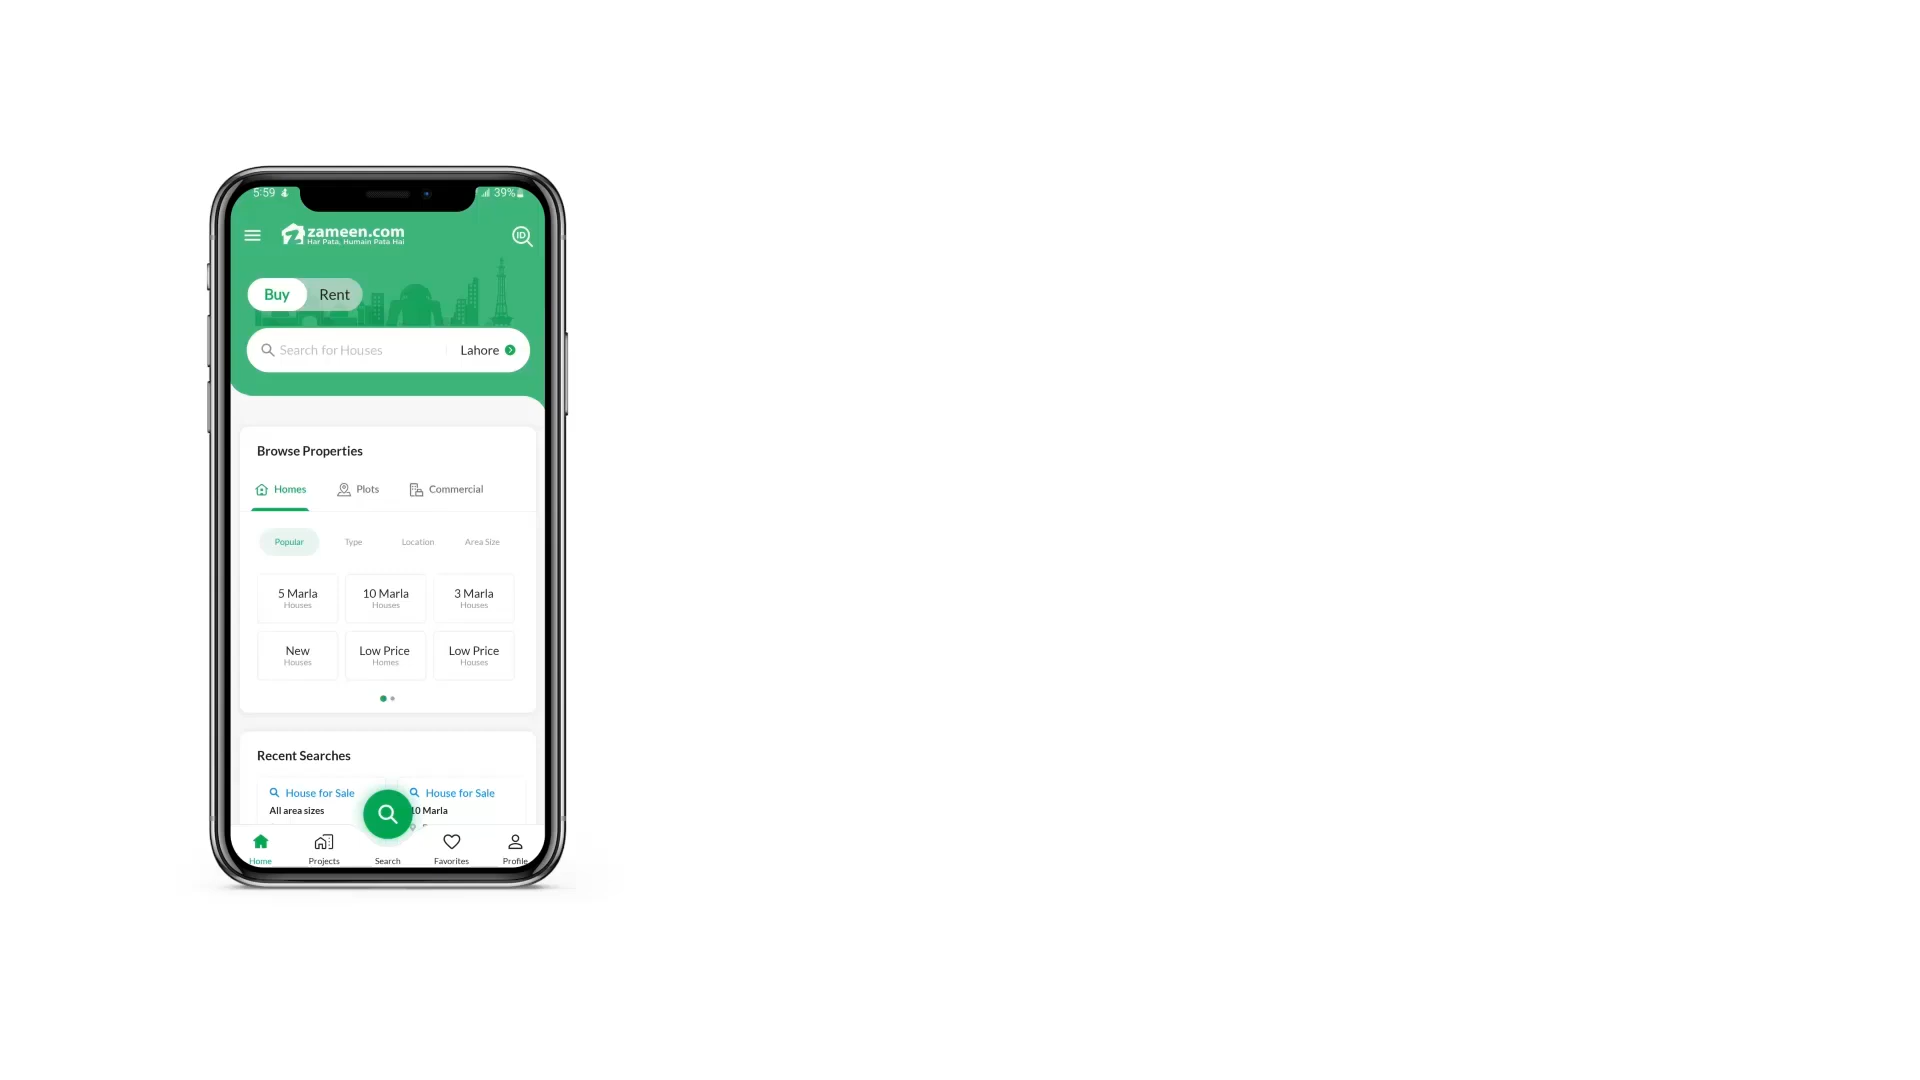 5:59
39%
zameen.com
Har Pata, Humain Pata Hai
ID
Buy Rent
Search for Houses Lahore
Browse Properties
Homes Plots Commercial
Popular Type Location Area Size
5 Marla 10 Marla 3 Marla
Houses Houses Houses
New Low Price Low Price
Houses Homes Houses
Recent Searches
House for Sale House for Sale
All area sizes 10 Marla
Home Projects Search Favorites Profile